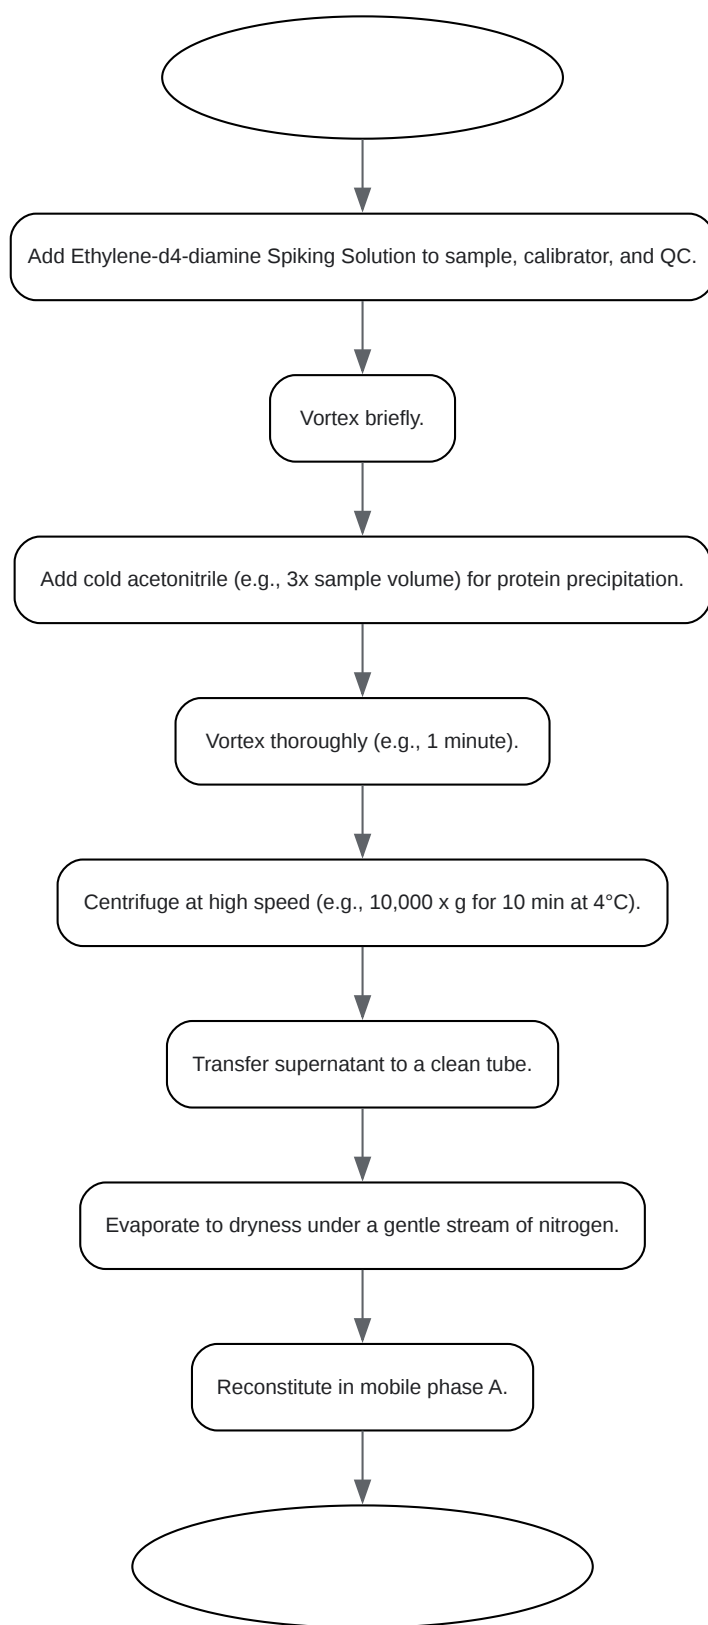 Add Ethylene-d4-diamine Spiking Solution to sample, calibrator, and QC.
Vortex briefly.
Add cold acetonitrile (e.g., 3x sample volume) for protein precipitation.
Vortex thoroughly (e.g., 1 minute).
Centrifuge at high speed (e.g., 10,000 x g for 10 min at 4°C).
Transfer supernatant to a clean tube.
Evaporate to dryness under a gentle stream of nitrogen.
Reconstitute in mobile phase A.